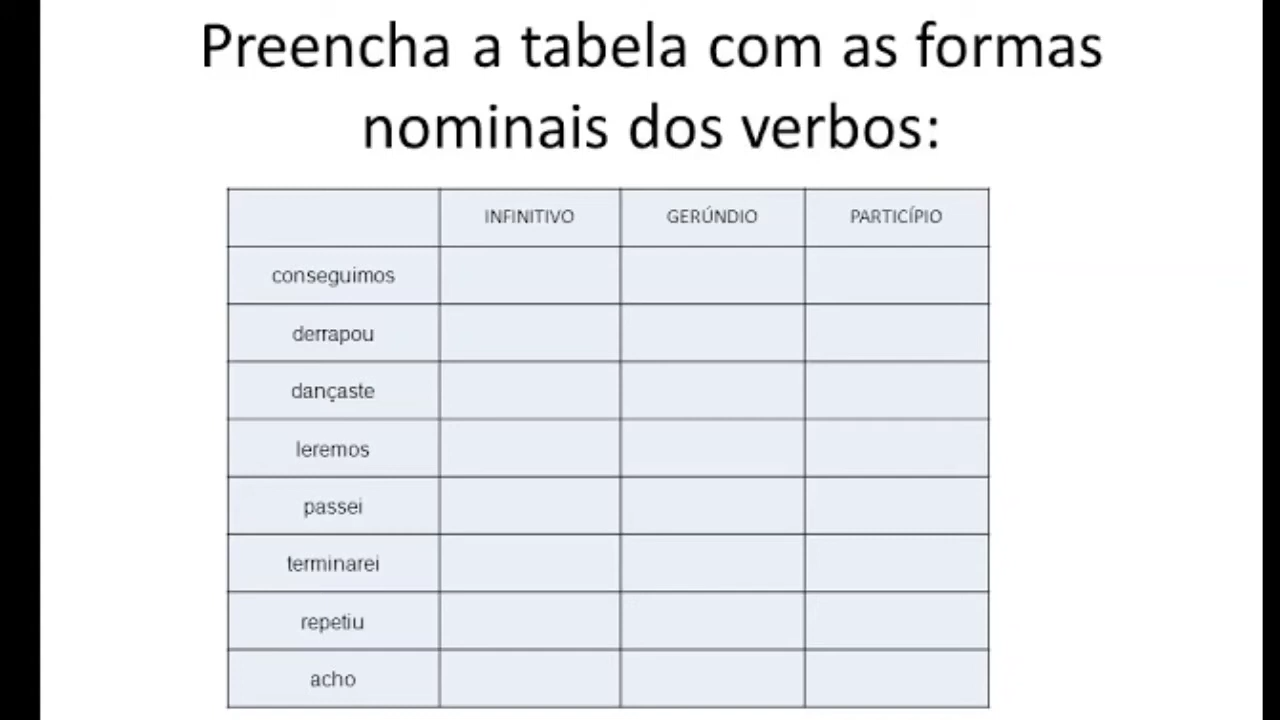 Preencha a tabela com as formas
nominais dos verbos:
INFINITIVO GERÚNDIO PARTICÍPIO
conseguimos
derrapou
dançaste
leremos
passei
terminarei
repetiu
acho